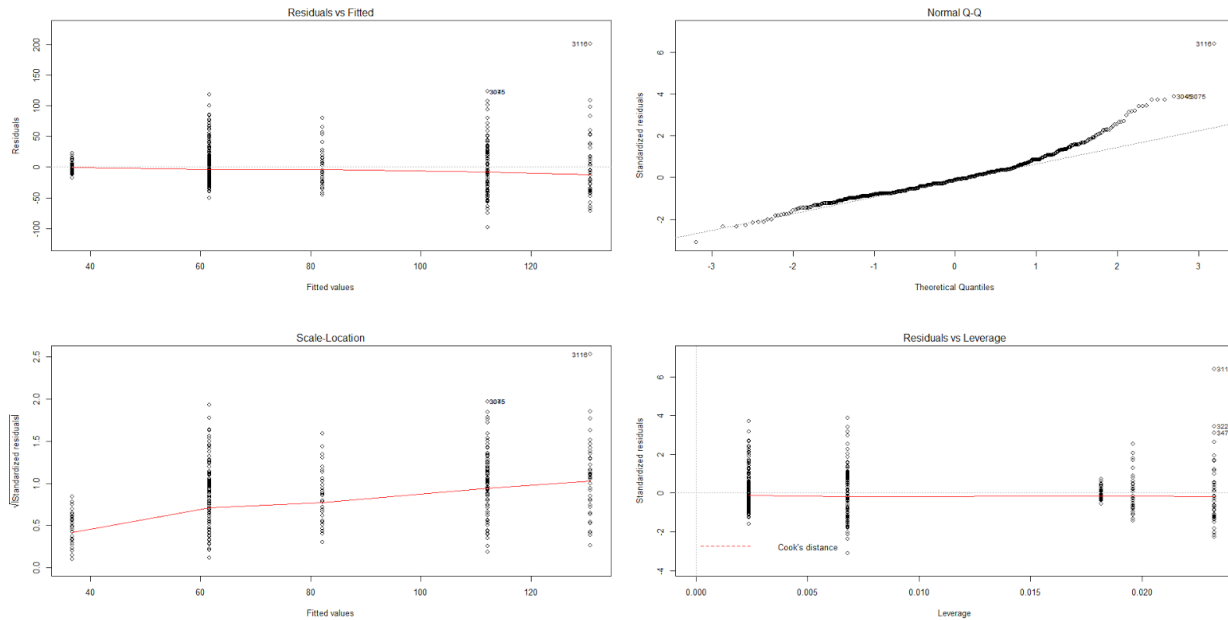 Residuals vs Fitted
Residuals
200
150
100
50
0
-50
-100
3116
3045
40 60 80 100 120
Fitted values
Normal Q-Q
Standardized residuals
6
4
2
0
-2
3116
3075
-3 -2 -1 0 1 2 3
Theoretical Quantiles
Scale-Location
√|Standardized residuals|
2.5
2.0
1.5
1.0
0.5
0.0
3116
40 60 80 100 120
Fitted values
Residuals vs Leverage
Standardized residuals
6
4
2
0
-2
-4
311
322
347
Cook's distance
0.000 0.005 0.010 0.015 0.020
Leverage